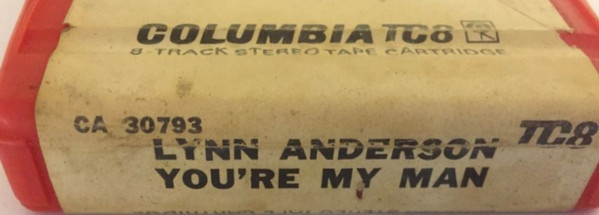 COLUMBIA TC8
8-TRACK STEREO TAPE CARTRIDGE
CA 30793
LYNN ANDERSON TC8
YOU'RE MY MAN